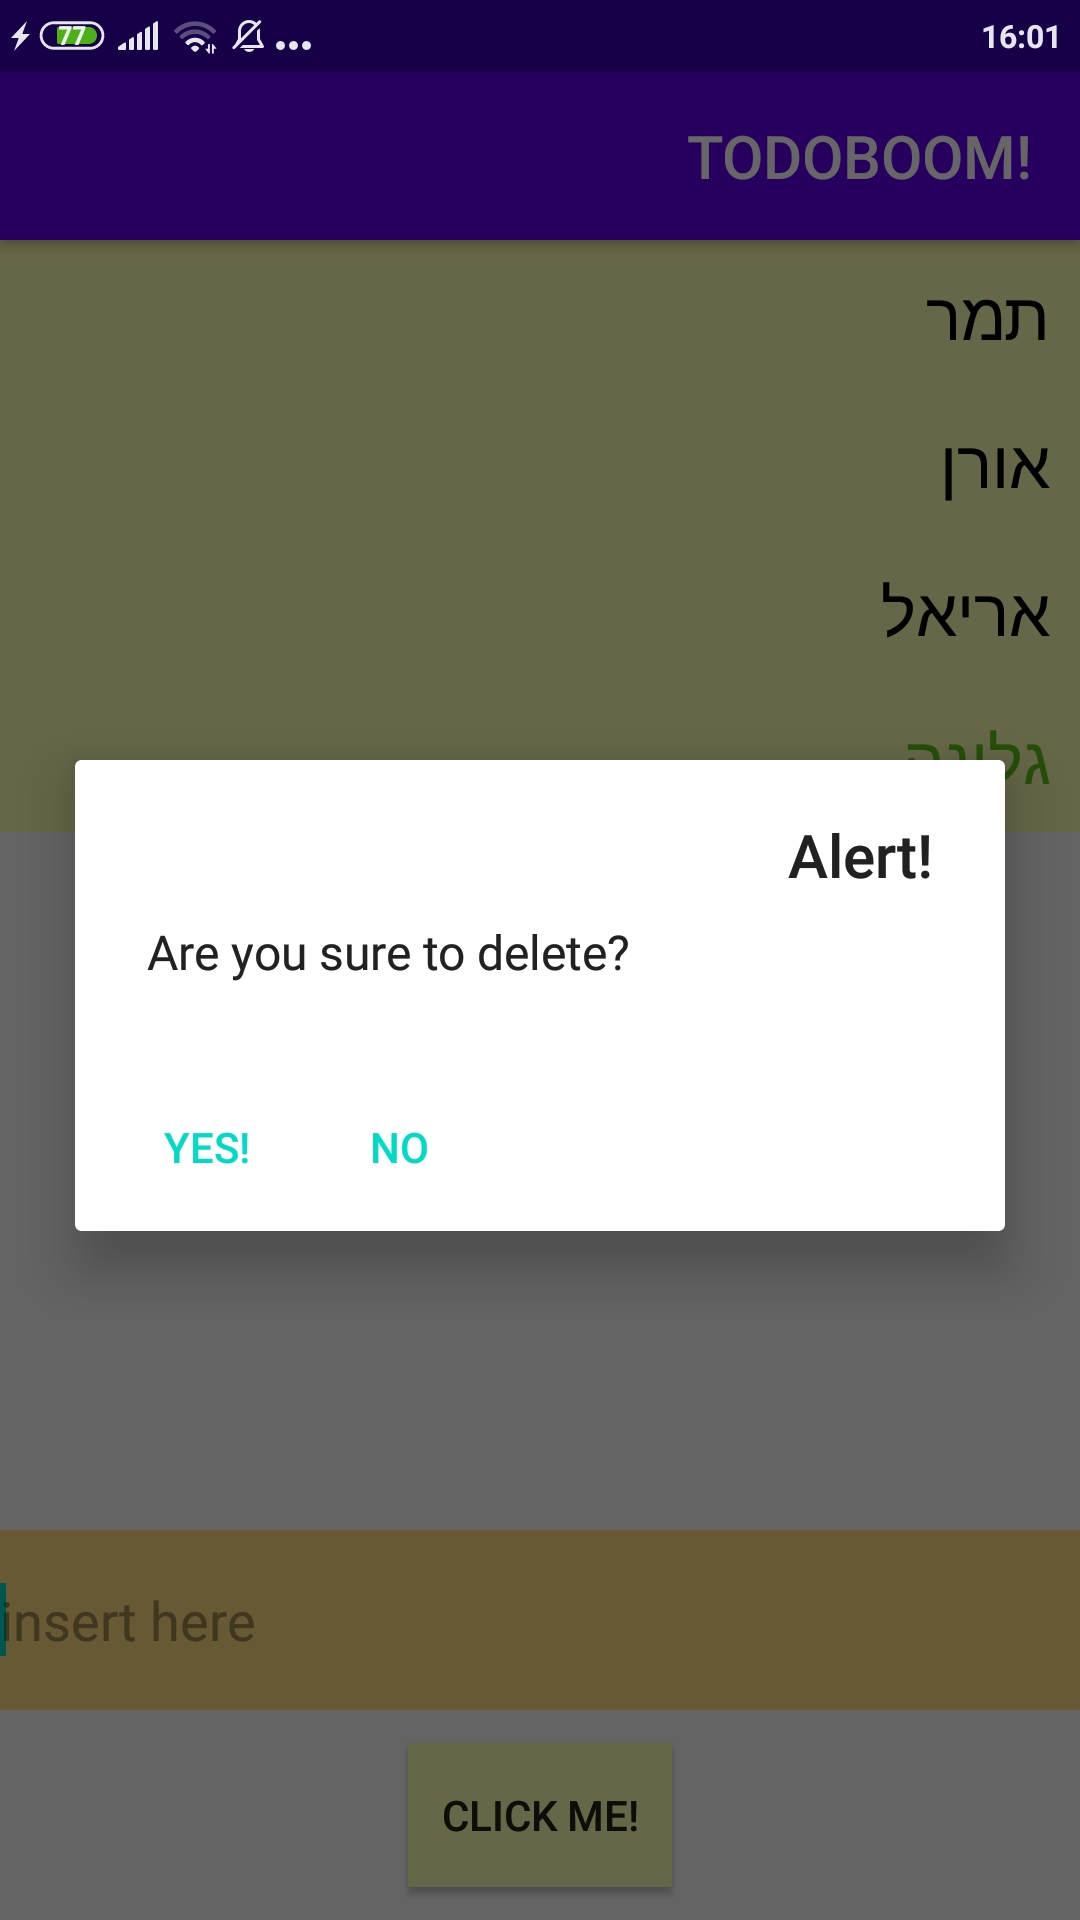 77
16:01
TODOBOOM!
תמר
אורן
אריאל
Alert!
Are you sure to delete?
YES! NO
insert here
CLICK ME!